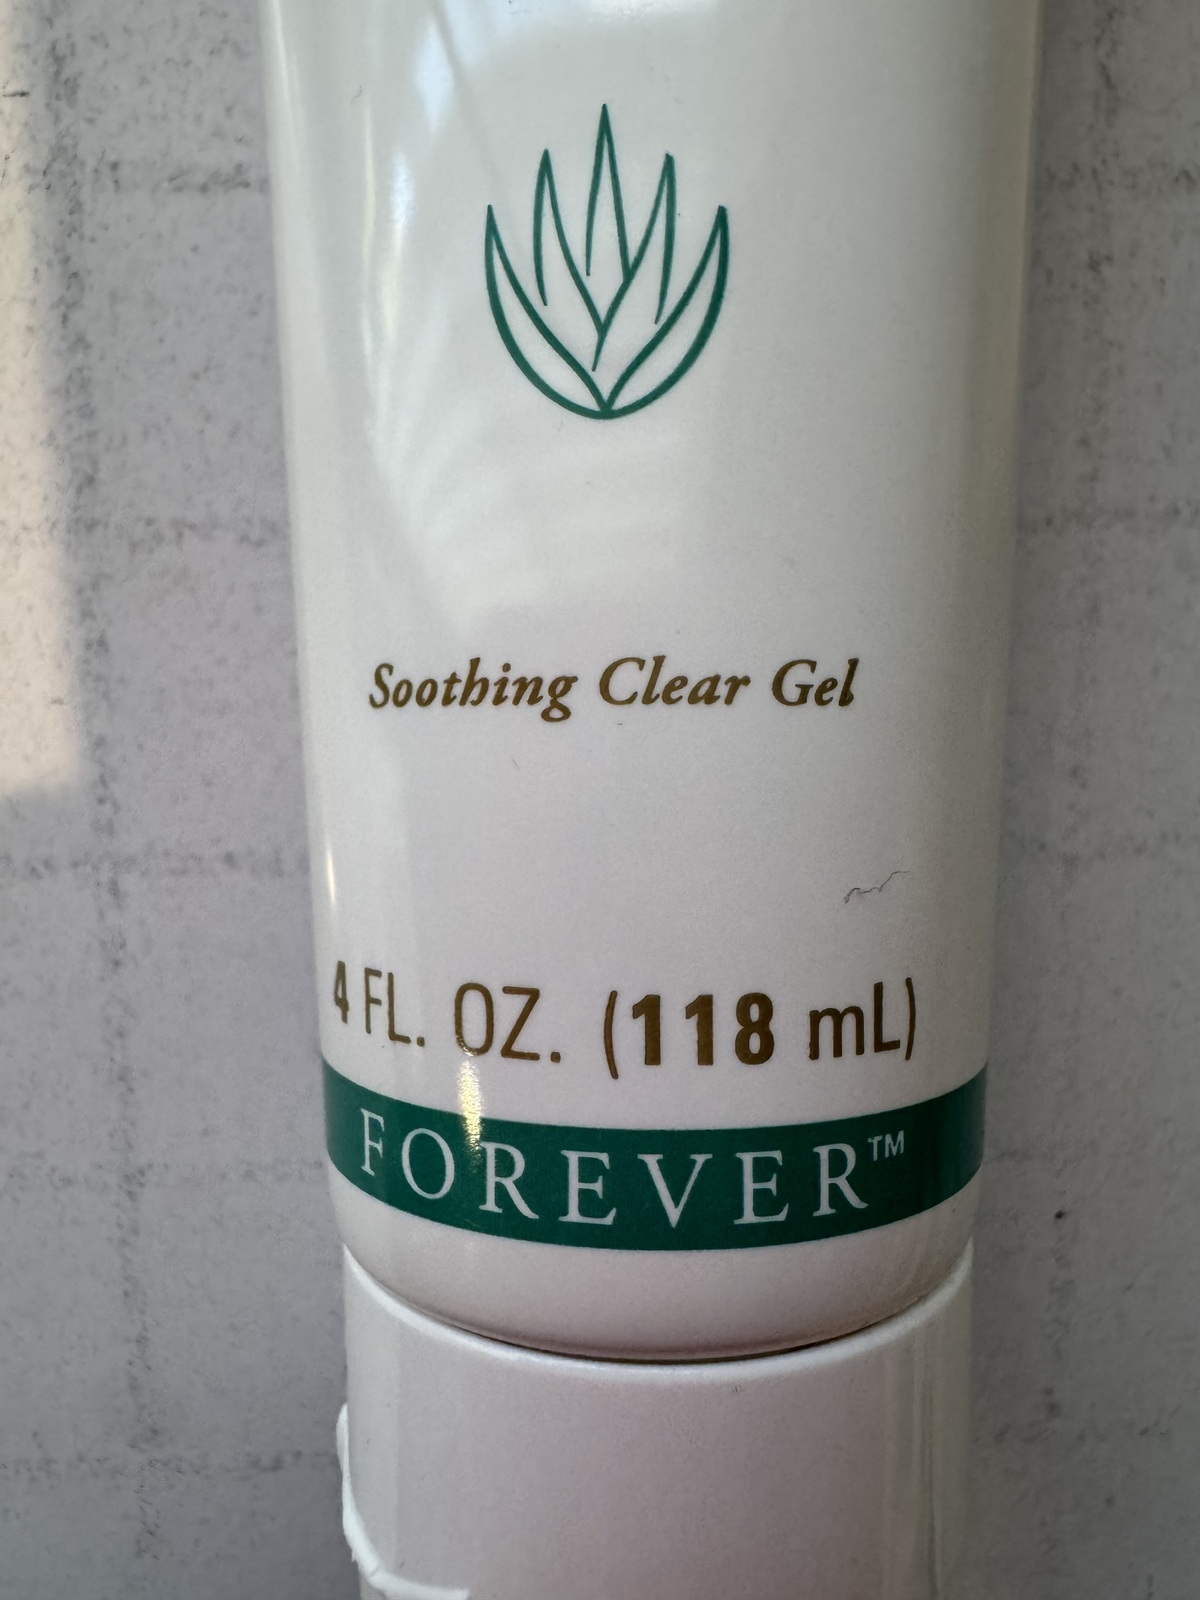 Soothing Clear Gel
4 FL. OZ. (118 mL)
FOREVER™